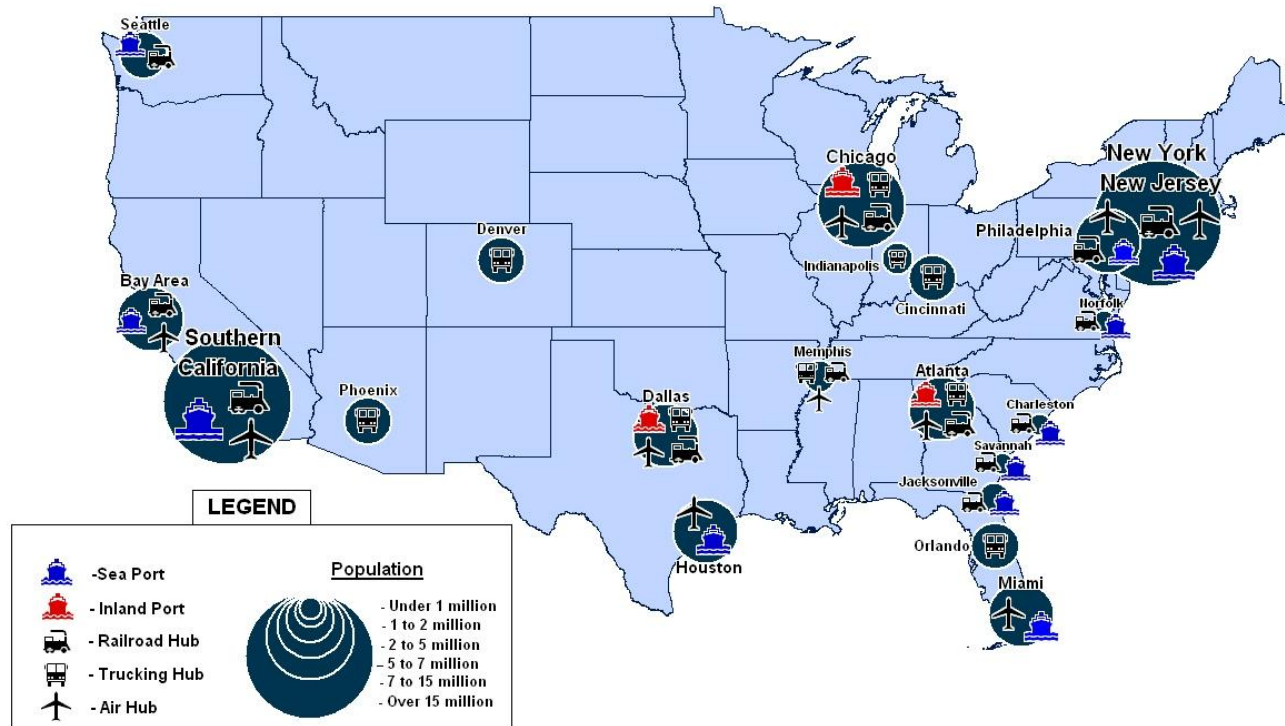 Seattle
Chicago
New York
New Jersey
Philadelphia
Denver
Indianapolis
Cincinnati
Bay Area
Norfolk
Southern
California
Memphis
Atlanta
Phoenix
Dallas
Charleston
Savannah
Jacksonville
Orlando
Houston
Miami
LEGEND
-Sea Port
- Inland Port
- Railroad Hub
- Trucking Hub
- Air Hub
Population
- Under 1 million
- 1 to 2 million
- 2 to 5 million
- 5 to 7 million
- 7 to 15 million
- Over 15 million